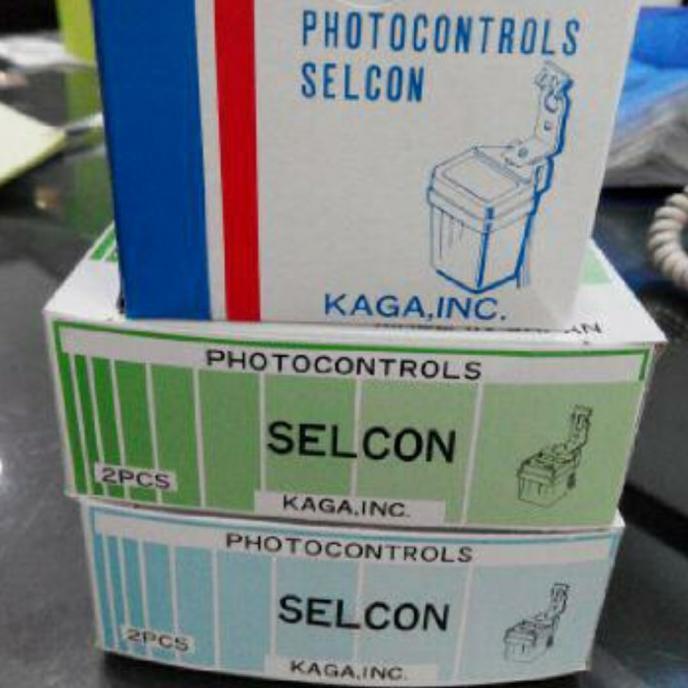 PHOTOCONTROLS
SELCON
KAGA,INC.
PHOTOCONTROLS
SELCON
2PCS
KAGA,INC.
PHOTOCONTROLS
SELCON
2PCS
KAGA,INC.